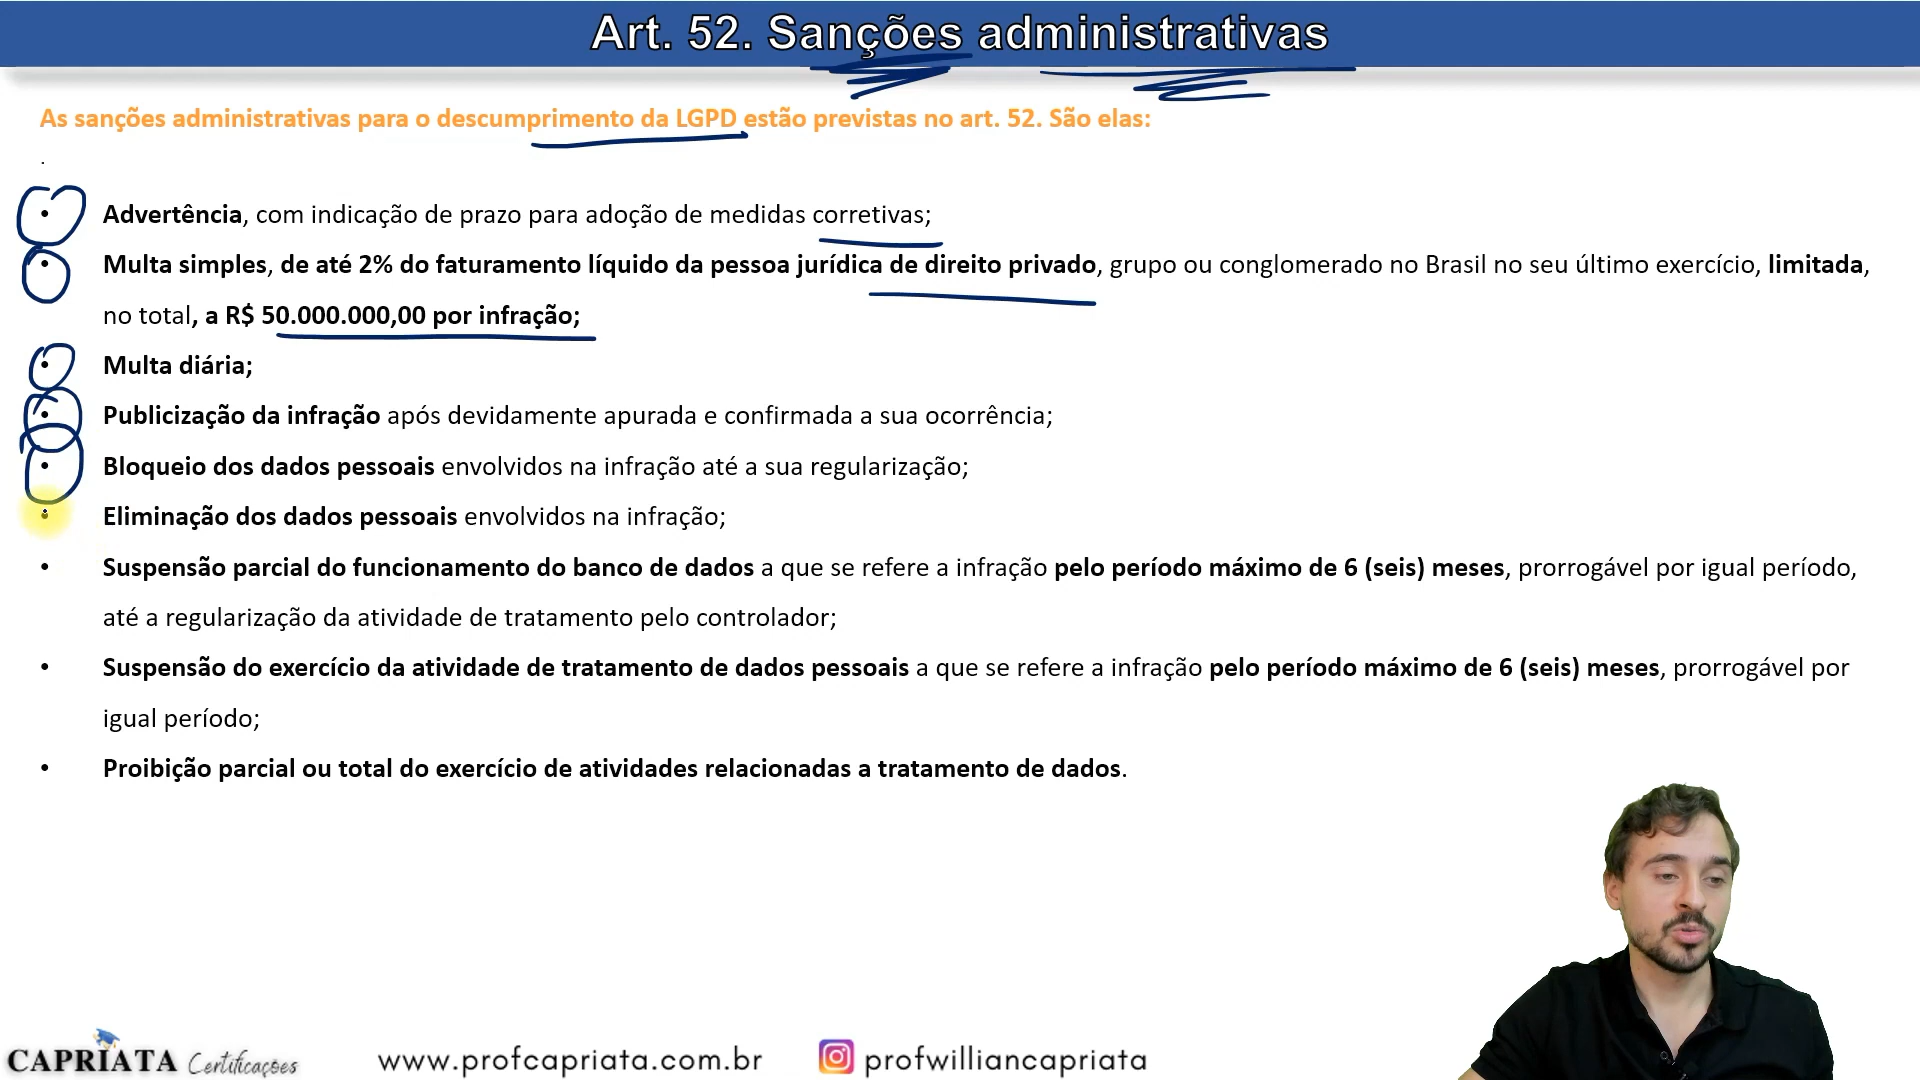 Art. 52. Sanções administrativas
As sanções administrativas para o descumprimento da LGPD estão previstas no art. 52. São elas:
.
• Advertência, com indicação de prazo para adoção de medidas corretivas;
• Multa simples, de até 2% do faturamento líquido da pessoa jurídica de direito privado, grupo ou conglomerado no Brasil no seu último exercício, limitada,
no total, a R$ 50.000.000,00 por infração;
• Multa diária;
• Publicização da infração após devidamente apurada e confirmada a sua ocorrência;
• Bloqueio dos dados pessoais envolvidos na infração até a sua regularização;
• Eliminação dos dados pessoais envolvidos na infração;
• Suspensão parcial do funcionamento do banco de dados a que se refere a infração pelo período máximo de 6 (seis) meses, prorrogável por igual período,
até a regularização da atividade de tratamento pelo controlador;
• Suspensão do exercício da atividade de tratamento de dados pessoais a que se refere a infração pelo período máximo de 6 (seis) meses, prorrogável por
igual período;
• Proibição parcial ou total do exercício de atividades relacionadas a tratamento de dados.
CAPRIATA Certificações
www.profcapriata.com.br
profwilliancapriata